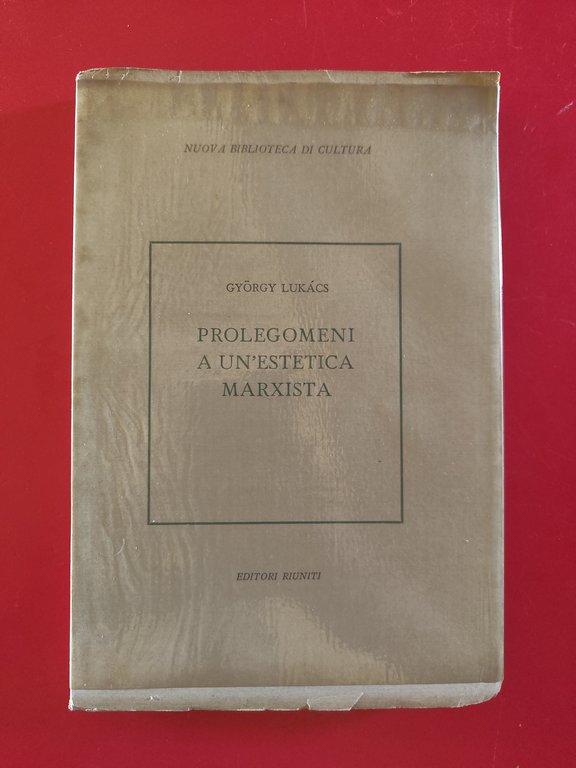 NUOVA BIBLIOTECA DI CULTURA
GYÖRGY LUKÁCS
PROLEGOMENI
A UN'ESTETICA
MARXISTA
EDITORI RIUNITI